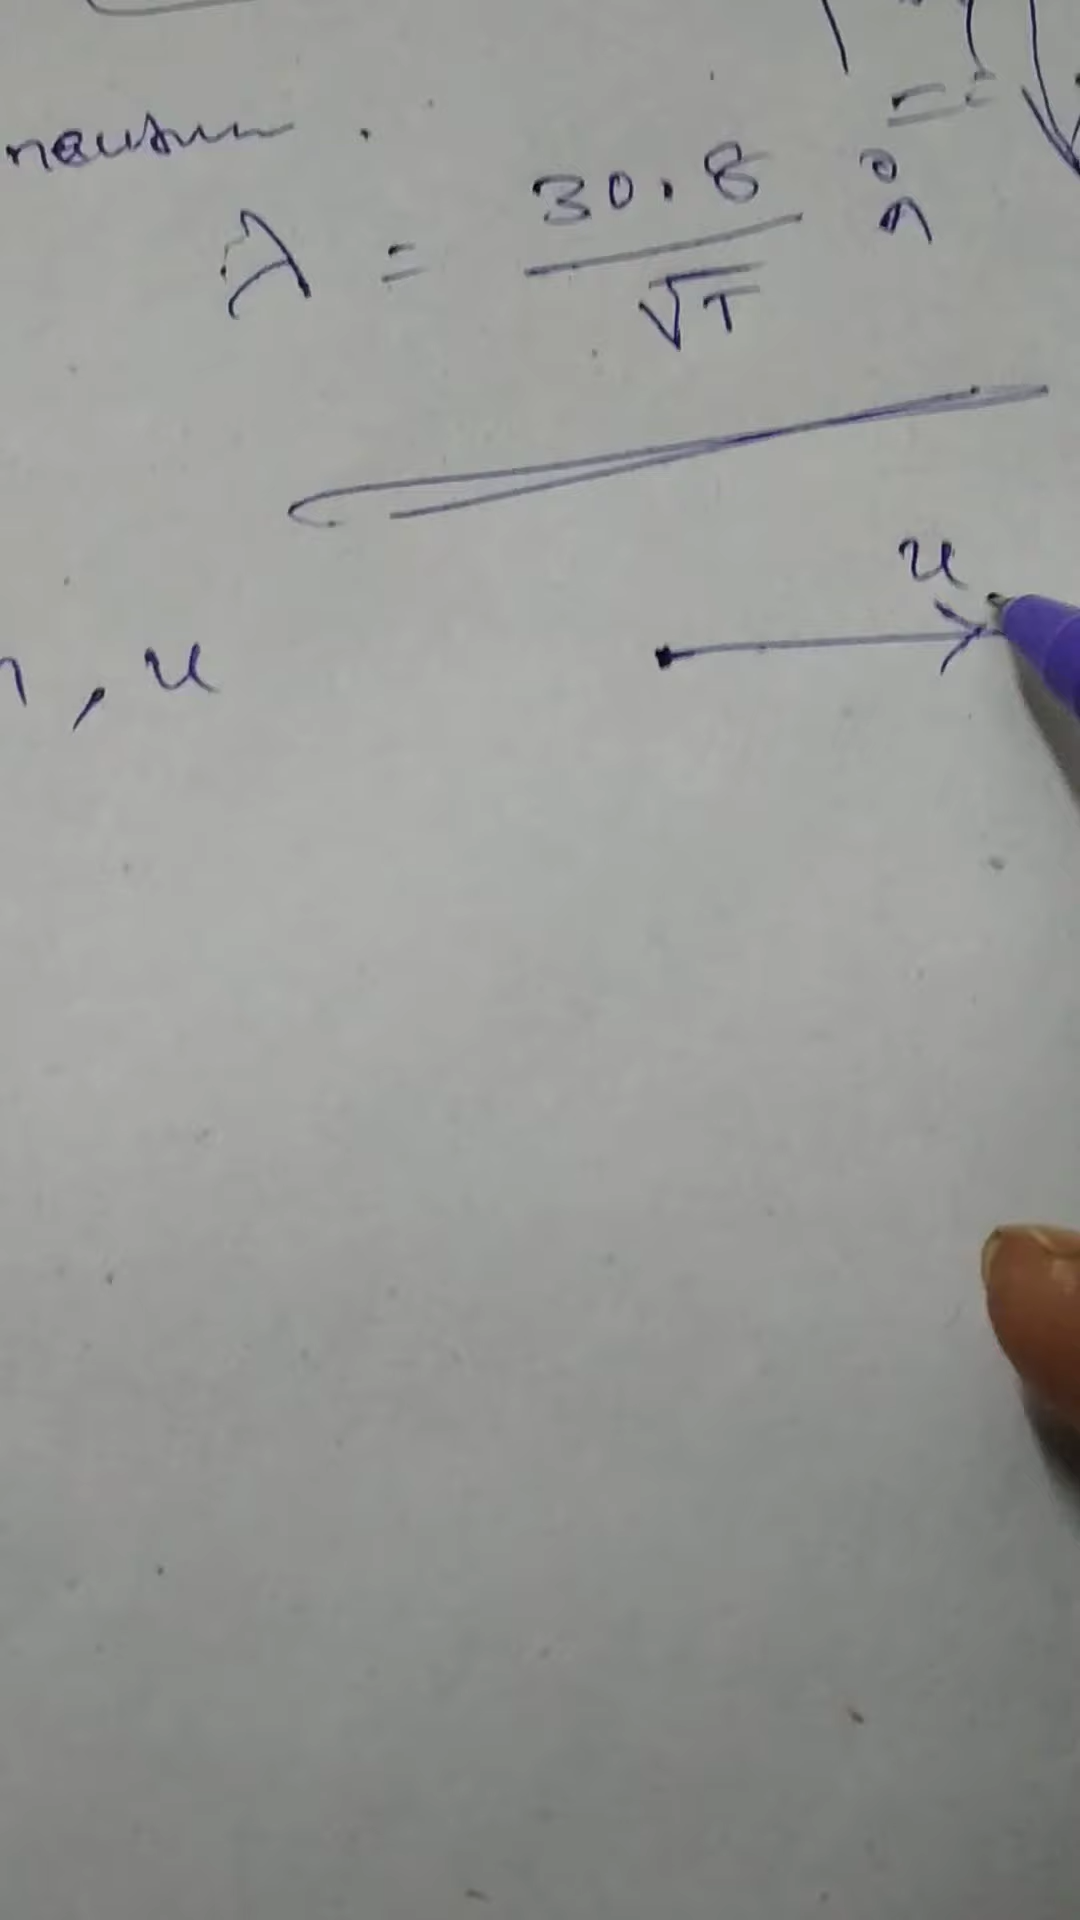 neutron .
λ = 30.8 / √T Å
u
, u